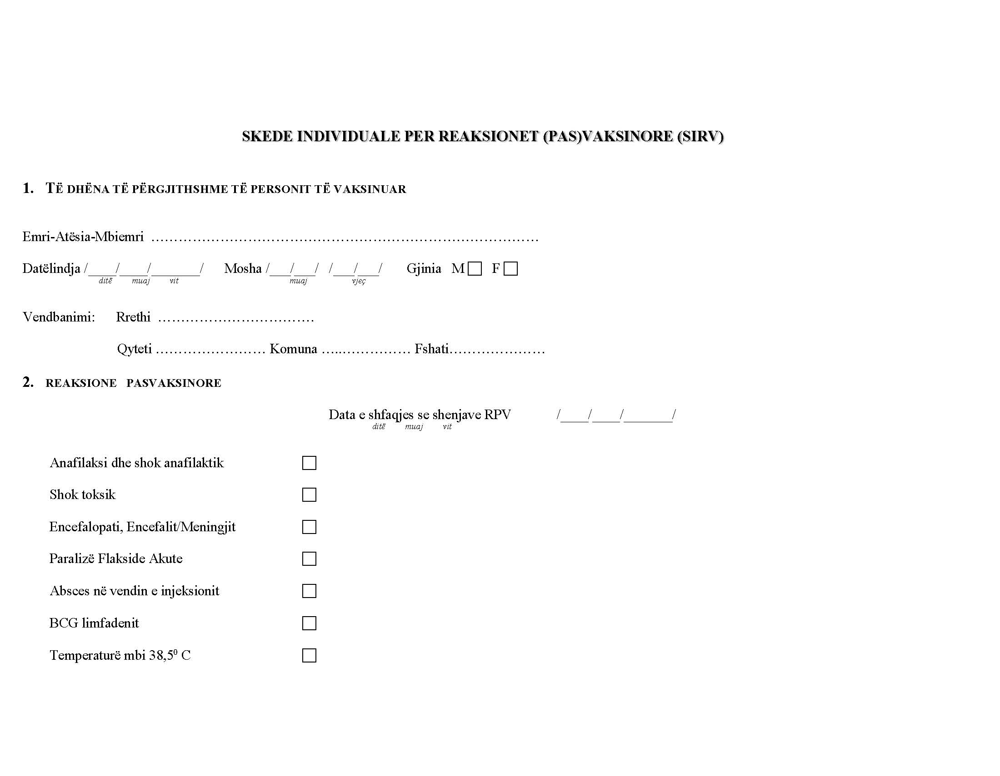 SKEDE INDIVIDUALE PER REAKSIONET (PAS)VAKSINORE (SIRV)
1. TË DHËNA TË PËRGJITHSHME TË PERSONIT TË VAKSINUAR
Emri-Atësia-Mbiemri ……………………………………………………………………………
Datëlindja /____/____/_______/ Mosha /___/___/ /___/___/ Gjinia M☐ F☐
ditë muaj vit muaj vjeç
Vendbanimi: Rrethi ……………………………
Qyteti …………………… Komuna …..…………… Fshati…………………
2. REAKSIONE PASVAKSINORE
Data e shfaqjes se shenjave RPV /____/____/_______/
ditë muaj vit
Anafilaksi dhe shok anafilaktik ☐
Shok toksik ☐
Encefalopati, Encefalit/Meningjit ☐
Paralizë Flakside Akute ☐
Absces në vendin e injeksionit ☐
BCG limfadenit ☐
Temperaturë mbi 38,5⁰ C ☐